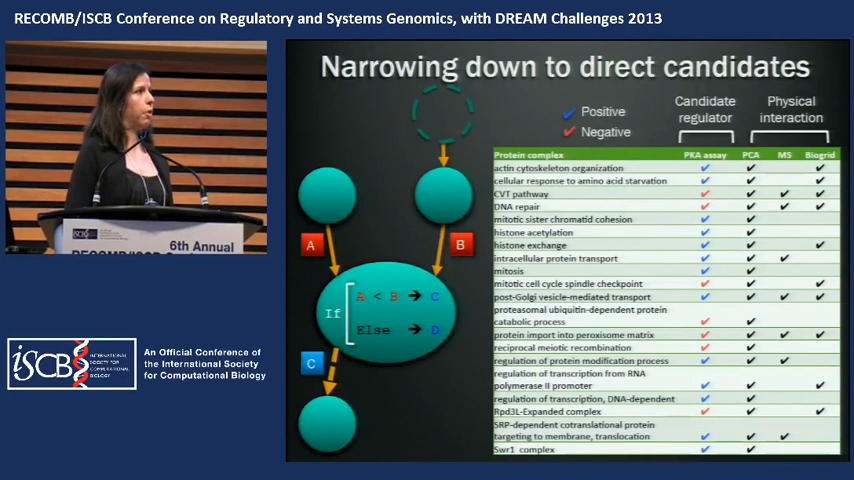 RECOMB/ISCB Conference on Regulatory and Systems Genomics, with DREAM Challenges 2013
6th Annual
ISCB
INTERNATIONAL
SOCIETY FOR
COMPUTATIONAL
BIOLOGY
An Official Conference of
the International Society
for Computational Biology
Narrowing down to direct candidates
✔ Positive
✔ Negative
Candidate
regulator
Physical
interaction
A
B
If
A < B → C
Else → D
C
Protein complex PKA assay PCA MS Biogrid
actin cytoskeleton organization ✔ ✔ ✔
cellular response to amino acid starvation ✔ ✔ ✔
CVT pathway ✔ ✔ ✔ ✔
DNA repair ✔ ✔ ✔ ✔
mitotic sister chromatid cohesion ✔ ✔
histone acetylation ✔ ✔
histone exchange ✔ ✔ ✔
intracellular protein transport ✔ ✔ ✔
mitosis ✔ ✔
mitotic cell cycle spindle checkpoint ✔ ✔ ✔
post-Golgi vesicle-mediated transport ✔ ✔ ✔ ✔
proteasomal ubiquitin-dependent protein
catabolic process ✔ ✔
protein import into peroxisome matrix ✔ ✔ ✔ ✔
reciprocal meiotic recombination ✔ ✔
regulation of protein modification process ✔ ✔ ✔
regulation of transcription from RNA
polymerase II promoter ✔ ✔ ✔
regulation of transcription, DNA-dependent ✔ ✔
Rpd3L-Expanded complex ✔ ✔ ✔
SRP-dependent cotranslational protein
targeting to membrane, translocation ✔ ✔ ✔
Swr1 complex ✔ ✔